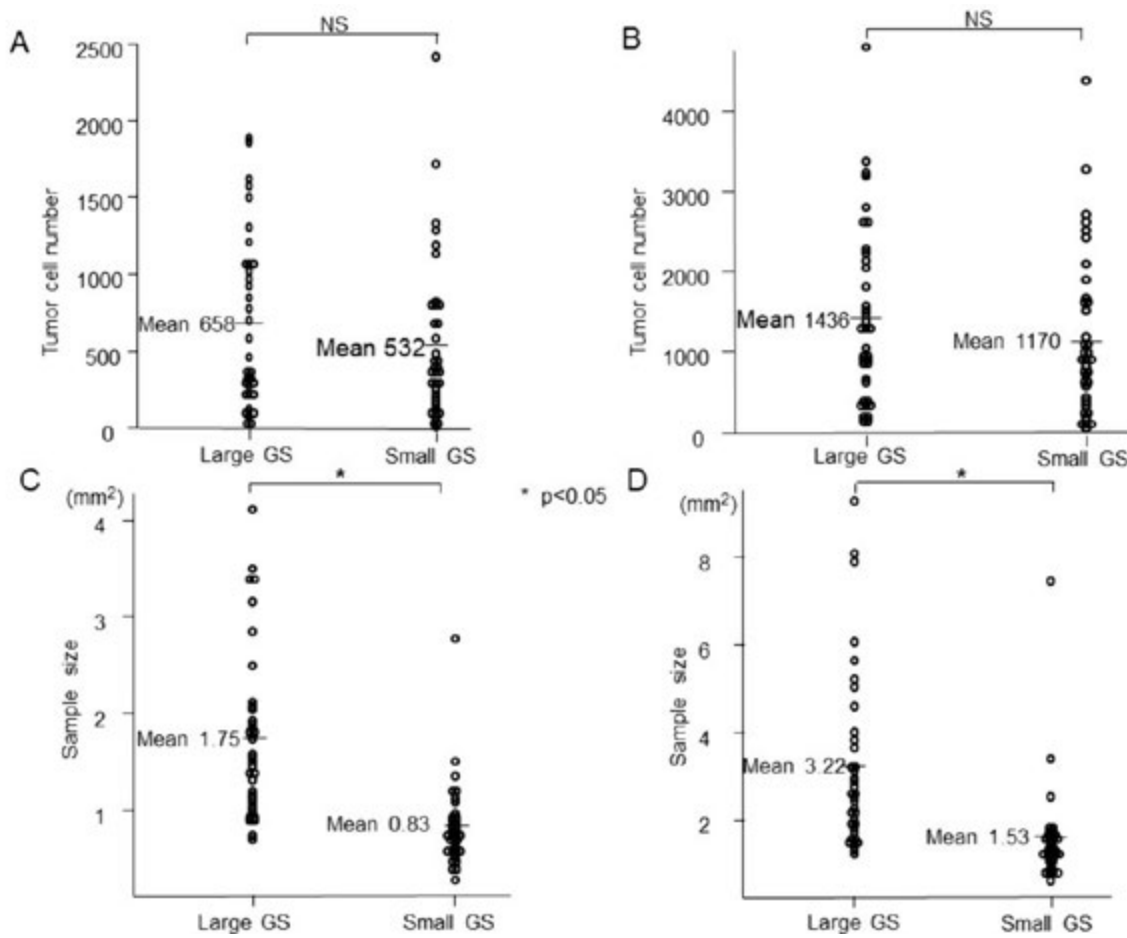 A
NS
2500
2000
1500
1000
500
0
Tumor cell number
Mean 658
Mean 532
Large GS
Small GS
B
NS
4000
3000
2000
1000
0
Tumor cell number
Mean 1436
Mean 1170
Large GS
Small GS
C
(mm²)
*
* p<0.05
4
3
2
1
Sample size
Mean 1.75
Mean 0.83
Large GS
Small GS
D
(mm²)
*
8
6
4
2
Sample size
Mean 3.22
Mean 1.53
Large GS
Small GS